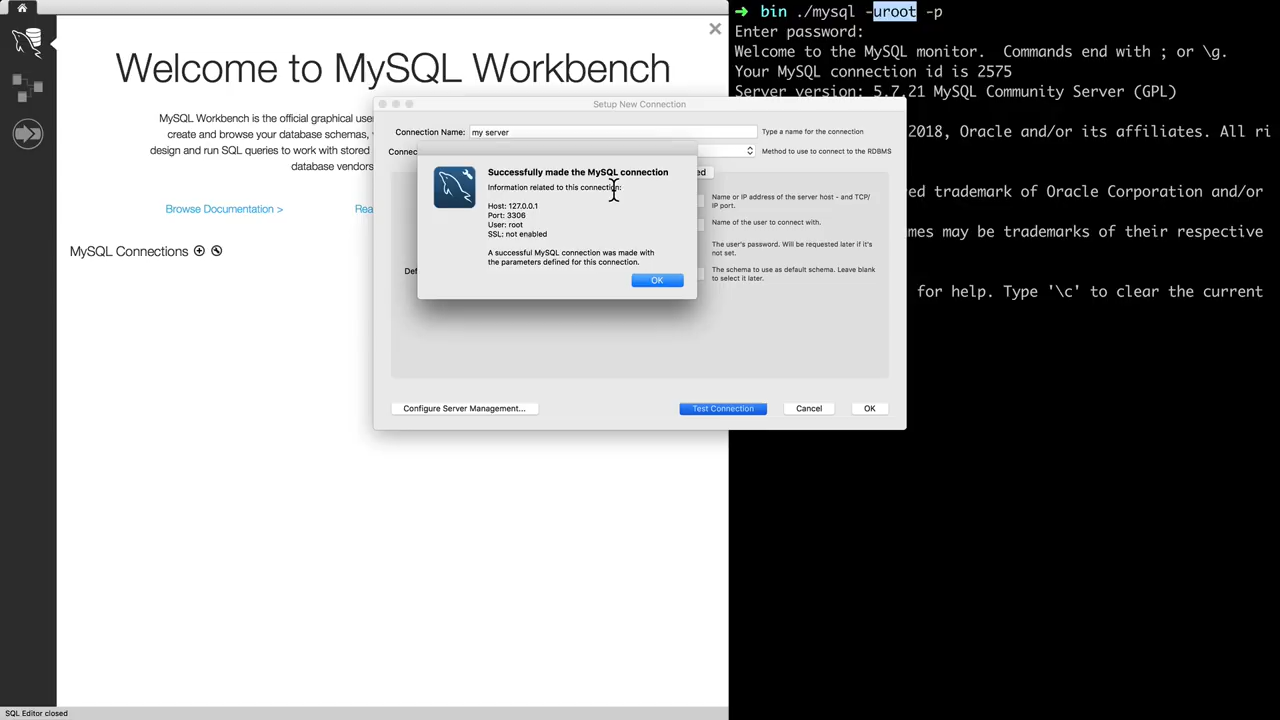 Welcome to MySQL Workbench
MySQL Workbench is the official graphical use
create and browse your database schemas,
design and run SQL queries to work with stored
database vendors
Browse Documentation >
Rea
MySQL Connections
SQL Editor closed
Setup New Connection
Connection Name: my server
Type a name for the connection
Connec
Method to use to connect to the RDBMS
ed
Name or IP address of the server host - and TCP/
IP port.
Name of the user to connect with.
The user's password. Will be requested later if it's
not set.
Def
The schema to use as default schema. Leave blank
to select it later.
Successfully made the MySQL connection
Information related to this connection:
Host: 127.0.0.1
Port: 3306
User: root
SSL: not enabled
A successful MySQL connection was made with
the parameters defined for this connection.
OK
Configure Server Management...
Test Connection
Cancel
OK
➜ bin ./mysql -uroot -p
Enter password:
Welcome to the MySQL monitor. Commands end with ; or \g.
Your MySQL connection id is 2575
Server version: 5.7.21 MySQL Community Server (GPL)
2018, Oracle and/or its affiliates. All ri
ed trademark of Oracle Corporation and/or
mes may be trademarks of their respective
for help. Type '\c' to clear the current